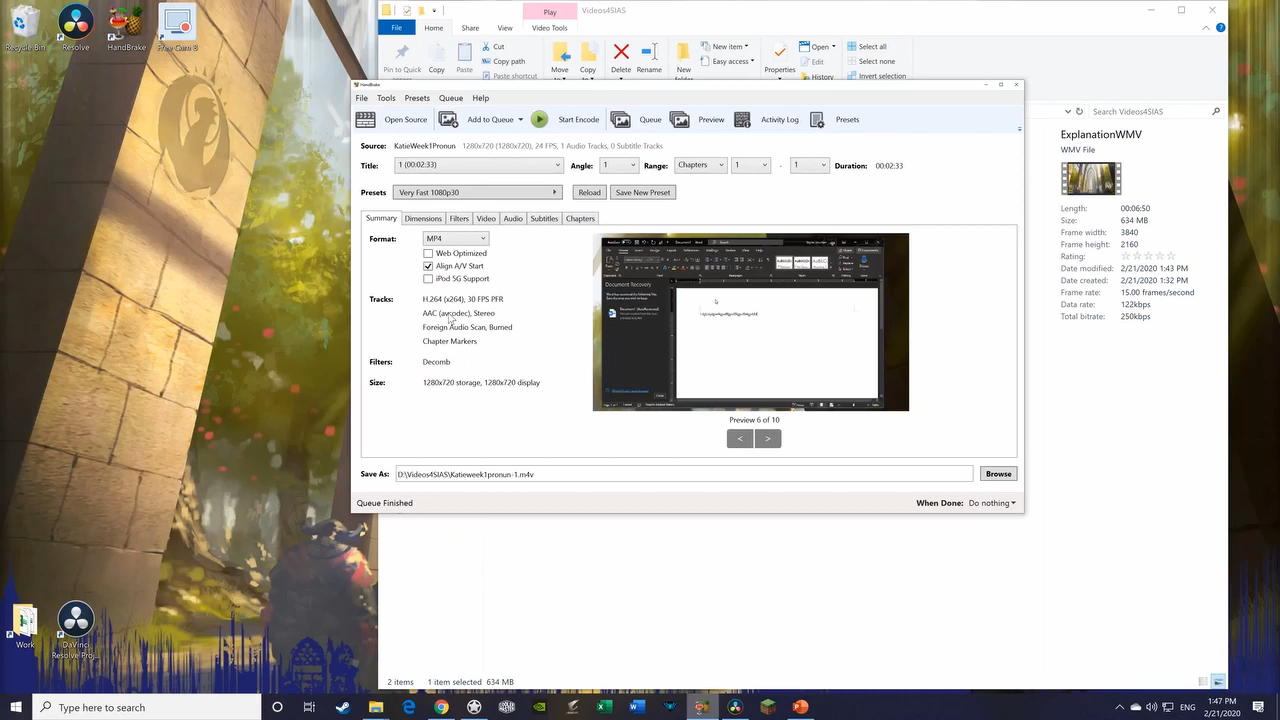 Recycle Bin
Resolve
HandBrake
Free Cam 8
Work
DaVinci
Resolve Proj...
Play
Videos4SIAS
File
Home
Share
View
Video Tools
Pin to Quick
Copy
Paste
Cut
Copy path
Paste shortcut
Move
Copy
to
to
Delete
Rename
New
folder
New item
Easy access
Properties
Open
Edit
History
Select all
Select none
Invert selection
Search Videos4SIAS
HandBrake
File
Tools
Presets
Queue
Help
Open Source
Add to Queue
Start Encode
Queue
Preview
Activity Log
Presets
Source:
KatieWeek1Pronun
1280x720 (1280x720), 24 FPS, 1 Audio Tracks, 0 Subtitle Tracks
Title:
1 (00:02:33)
Angle:
1
Range:
Chapters
1
-
1
Duration:
00:02:33
Presets
Very Fast 1080p30
Reload
Save New Preset
Summary
Dimensions
Filters
Video
Audio
Subtitles
Chapters
Format:
MP4
Web Optimized
Align A/V Start
iPod 5G Support
Tracks:
H.264 (x264), 30 FPS PFR
AAC (avcodec), Stereo
Foreign Audio Scan, Burned
Chapter Markers
Filters:
Decomb
Size:
1280x720 storage, 1280x720 display
Document Recovery
Preview 6 of 10
<
>
Save As:
D:\Videos4SIAS\Katieweek1pronun-1.m4v
Browse
Queue Finished
When Done:
Do nothing
ExplanationWMV
WMV File
Length:
00:06:50
Size:
634 MB
Frame width:
3840
Frame height:
2160
Rating:
Date modified:
2/21/2020 1:43 PM
Date created:
2/21/2020 1:32 PM
Frame rate:
15.00 frames/second
Data rate:
122kbps
Total bitrate:
250kbps
2 items
1 item selected 634 MB
Type here to search
ENG
1:47 PM
2/21/2020